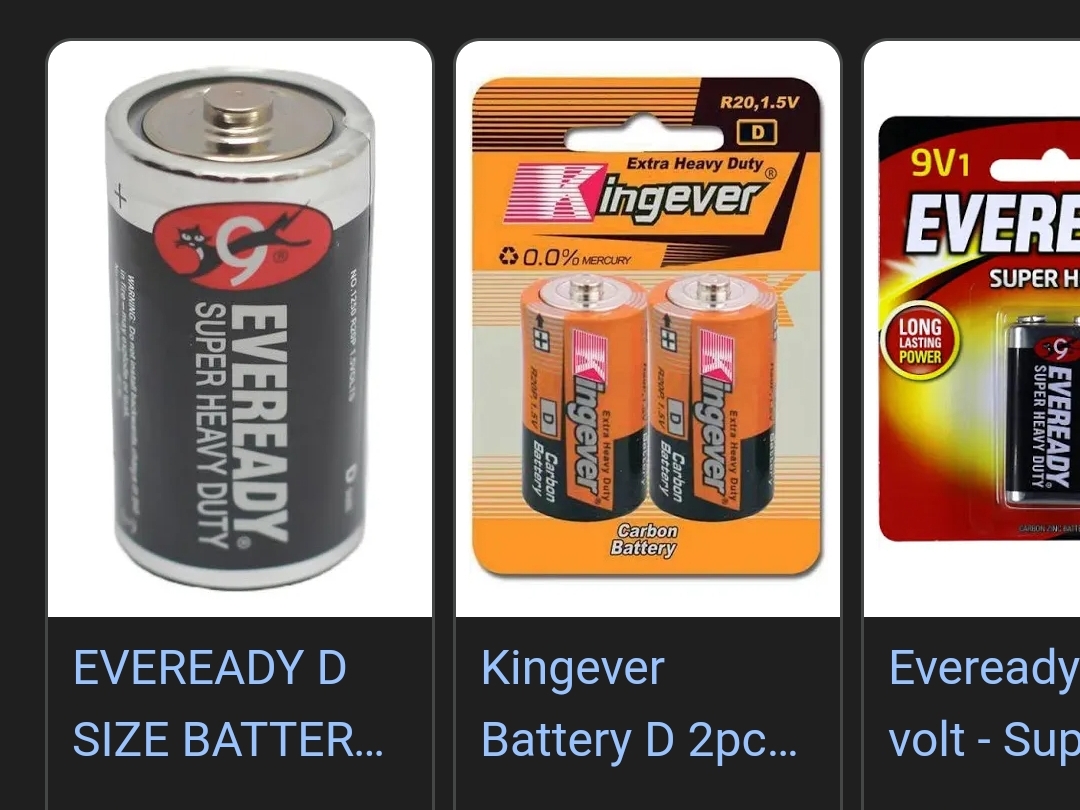 +
9
EVEREADY
SUPER HEAVY DUTY
EVEREADY D
SIZE BATTER...
R20,1.5V
D
Extra Heavy Duty
Kingever®
0.0% MERCURY
Kingever®
Extra Heavy Duty
D
Carbon
Battery
Kingever®
Extra Heavy Duty
D
Carbon
Battery
Carbon
Battery
Kingever
Battery D 2pc...
9V1
EVERE
SUPER H
LONG
LASTING
POWER
9
EVEREADY
SUPER HEAVY DUTY
Eveready
volt - Sup